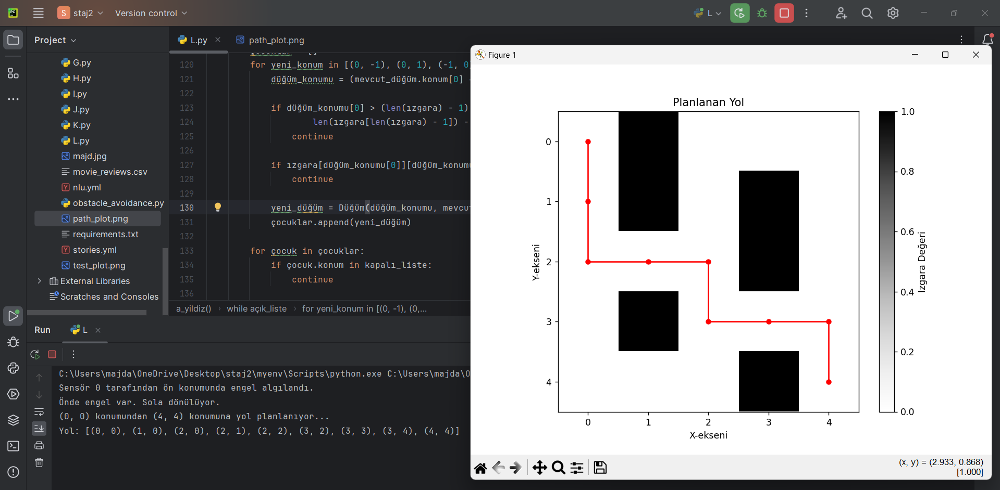 S staj2 Version control
L
Project
L.py path_plot.png
G.py
H.py
I.py
J.py
K.py
L.py
majd.jpg
movie_reviews.csv
nlu.yml
obstacle_avoidance.py
path_plot.png
requirements.txt
stories.yml
test_plot.png
External Libraries
Scratches and Consoles
120 for yeni_konum in [(0, -1), (0, 1), (-1, 0
121 düğüm_konumu = (mevcut_düğüm.konum[0]
122
123 if düğüm_konumu[0] > (len(ızgara) - 1)
124 len(ızgara[len(ızgara) - 1]) -
125 continue
126
127 if ızgara[düğüm_konumu[0]][düğüm_konumu
128 continue
129
130 yeni_düğüm = Düğüm(düğüm_konumu, mevcut
131 çocuklar.append(yeni_düğüm)
132
133 for çocuk in çocuklar:
134 if çocuk.konum in kapalı_liste:
135 continue
136
a_yildiz() › while açık_liste › for yeni_konum in [(0, -1), (0,...
Run L
C:\Users\majda\OneDrive\Desktop\staj2\myenv\Scripts\python.exe C:\Users\majda\O
Sensör 0 tarafından ön konumunda engel algılandı.
Önde engel var. Sola dönülüyor.
(0, 0) konumundan (4, 4) konumuna yol planlanıyor...
Yol: [(0, 0), (1, 0), (2, 0), (2, 1), (2, 2), (3, 2), (3, 3), (3, 4), (4, 4)]
Figure 1
Planlanan Yol
0
1
2
3
4
Y-ekseni
0 1 2 3 4
X-ekseni
1.0
0.8
0.6
0.4
0.2
0.0
Izgara Değeri
(x, y) = (2.933, 0.868)
[1.000]